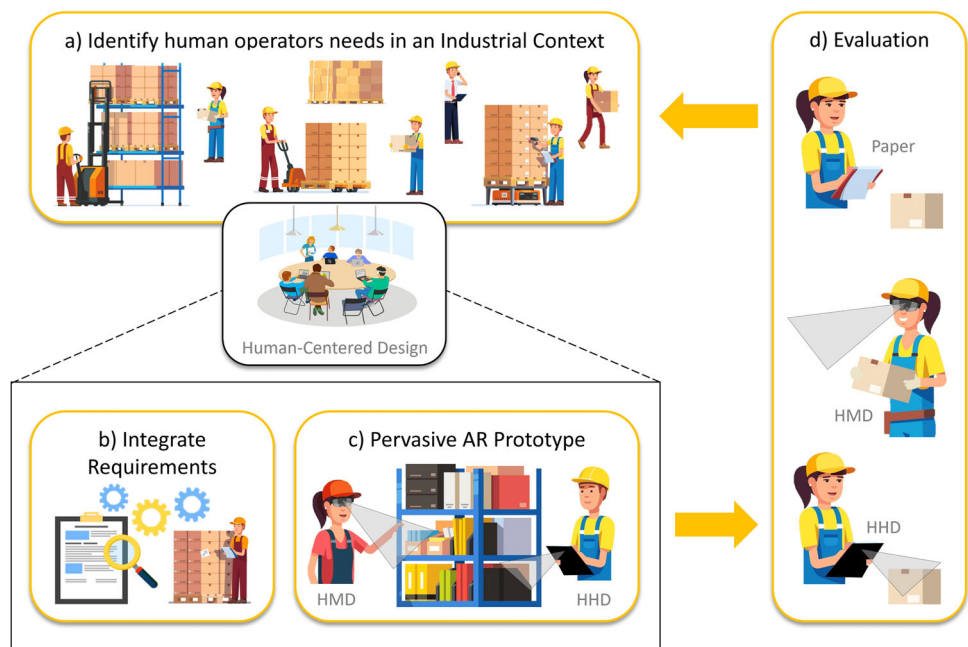 a) Identify human operators needs in an Industrial Context
Human-Centered Design
b) Integrate
Requirements
c) Pervasive AR Prototype
HMD
HHD
d) Evaluation
Paper
HMD
HHD